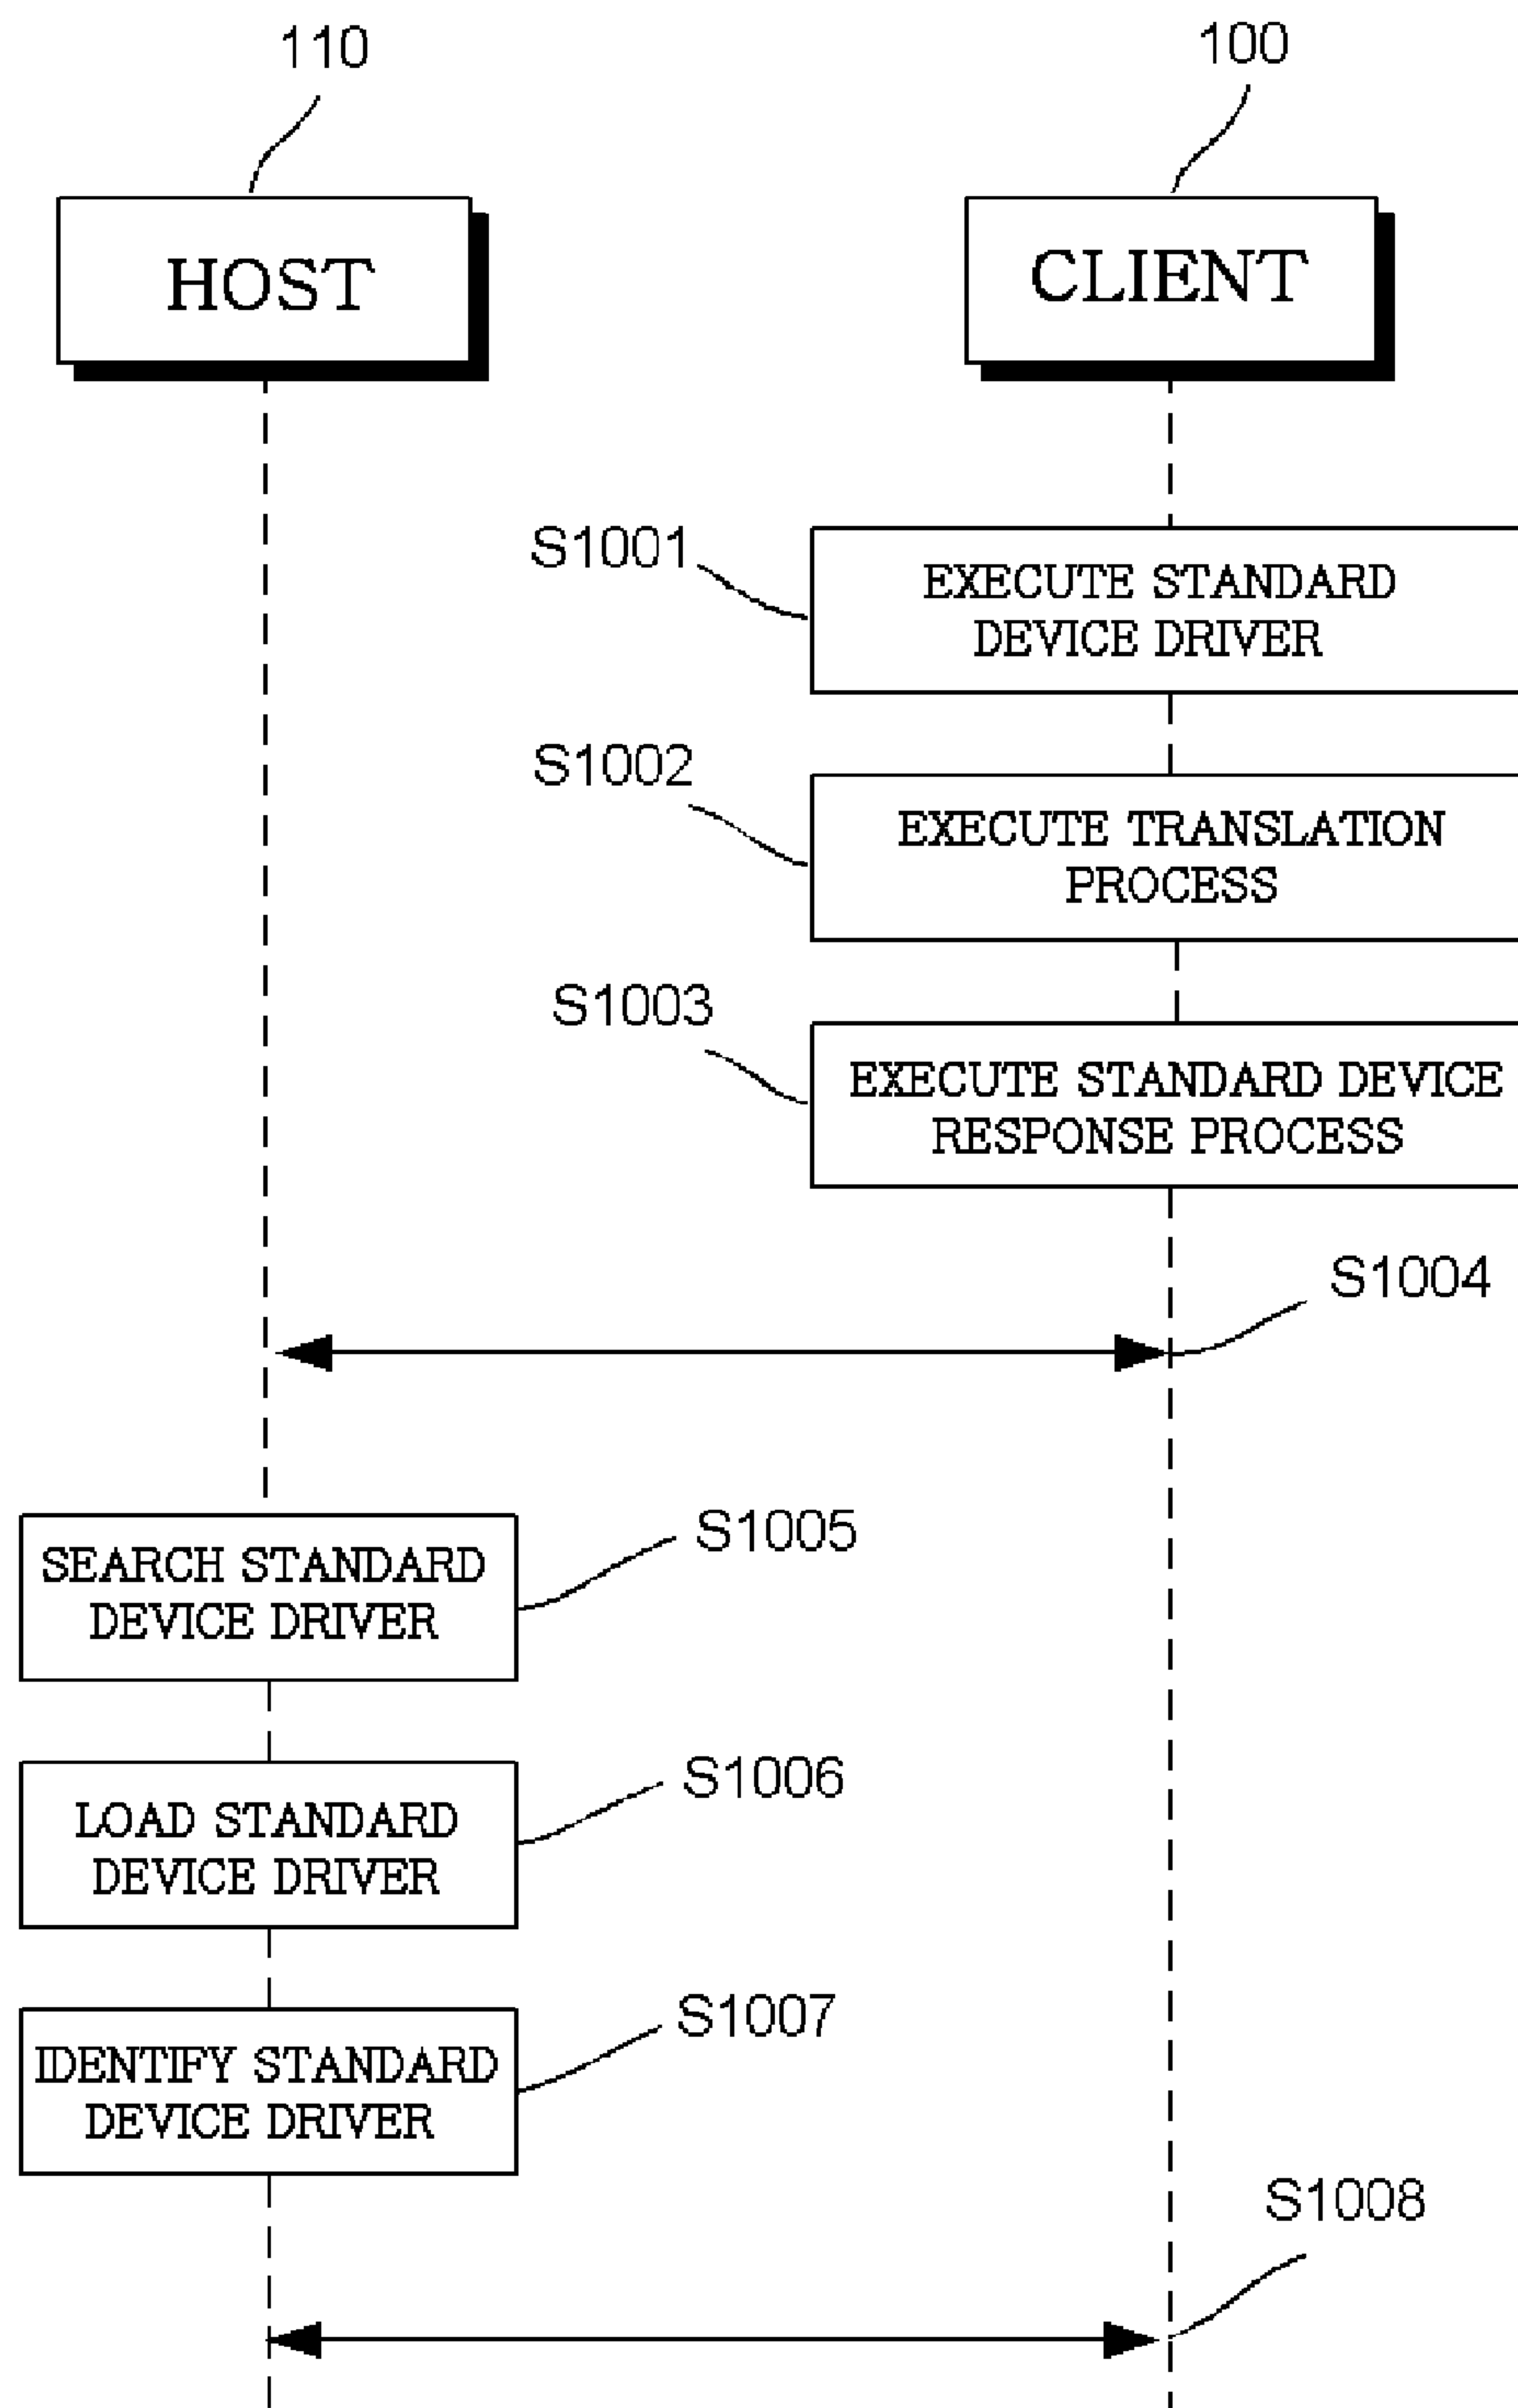 110
100
HOST
CLIENT
S1001
EXECUTE STANDARD
DEVICE DRIVER
S1002
EXECUTE TRANSLATION
PROCESS
S1003
EXECUTE STANDARD DEVICE
RESPONSE PROCESS
S1004
S1005
SEARCH STANDARD
DEVICE DRIVER
S1006
LOAD STANDARD
DEVICE DRIVER
S1007
IDENTIFY STANDARD
DEVICE DRIVER
S1008